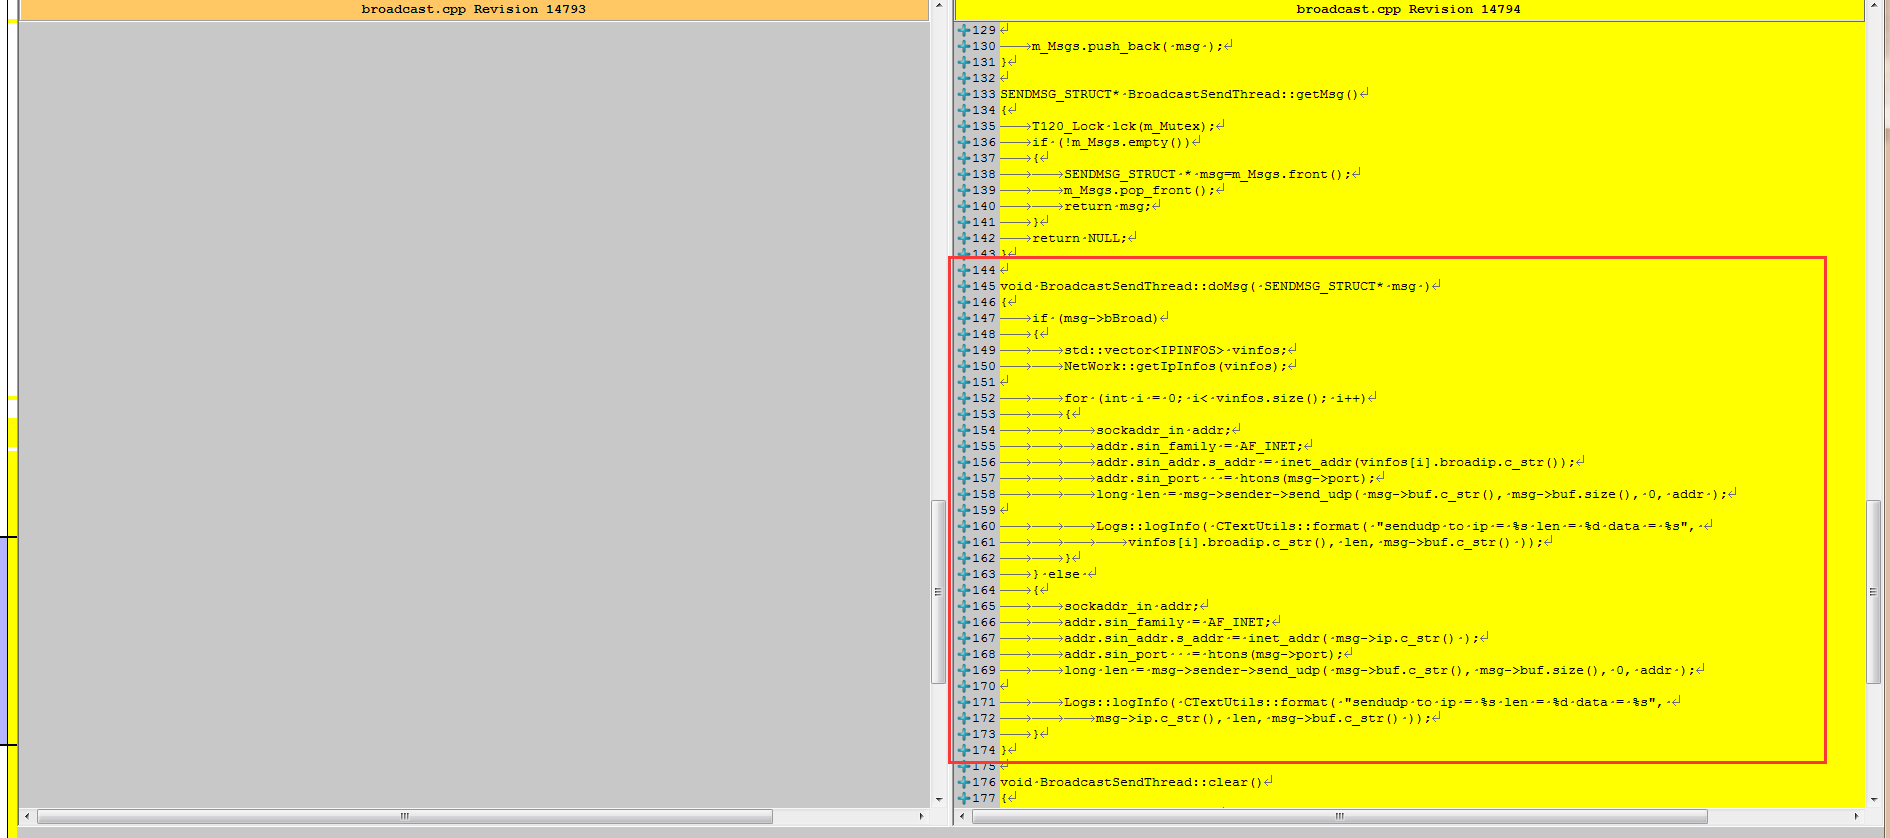 broadcast.cpp Revision 14793
broadcast.cpp Revision 14794
129
130 m_Msgs.push_back( msg );
131 }
132
133 SENDMSG_STRUCT* BroadcastSendThread::getMsg()
134 {
135 T120_Lock lck(m_Mutex);
136 if (!m_Msgs.empty())
137 {
138 SENDMSG_STRUCT * msg=m_Msgs.front();
139 m_Msgs.pop_front();
140 return msg;
141 }
142 return NULL;
143 }
144
145 void BroadcastSendThread::doMsg( SENDMSG_STRUCT* msg )
146 {
147 if (msg->bBroad)
148 {
149 std::vector<IPINFOS> vinfos;
150 NetWork::getIpInfos(vinfos);
151
152 for (int i = 0; i< vinfos.size(); i++)
153 {
154 sockaddr_in addr;
155 addr.sin_family = AF_INET;
156 addr.sin_addr.s_addr = inet_addr(vinfos[i].broadip.c_str());
157 addr.sin_port   = htons(msg->port);
158 long len = msg->sender->send_udp( msg->buf.c_str(), msg->buf.size(), 0, addr );
159
160 Logs::logInfo( CTextUtils::format( "sendudp to ip = %s len = %d data = %s",
161 vinfos[i].broadip.c_str(), len, msg->buf.c_str() ));
162 }
163 } else
164 {
165 sockaddr_in addr;
166 addr.sin_family = AF_INET;
167 addr.sin_addr.s_addr = inet_addr( msg->ip.c_str() );
168 addr.sin_port   = htons(msg->port);
169 long len = msg->sender->send_udp( msg->buf.c_str(), msg->buf.size(), 0, addr );
170
171 Logs::logInfo( CTextUtils::format( "sendudp to ip = %s len = %d data = %s",
172 msg->ip.c_str(), len, msg->buf.c_str() ));
173 }
174 }
175
176 void BroadcastSendThread::clear()
177 {